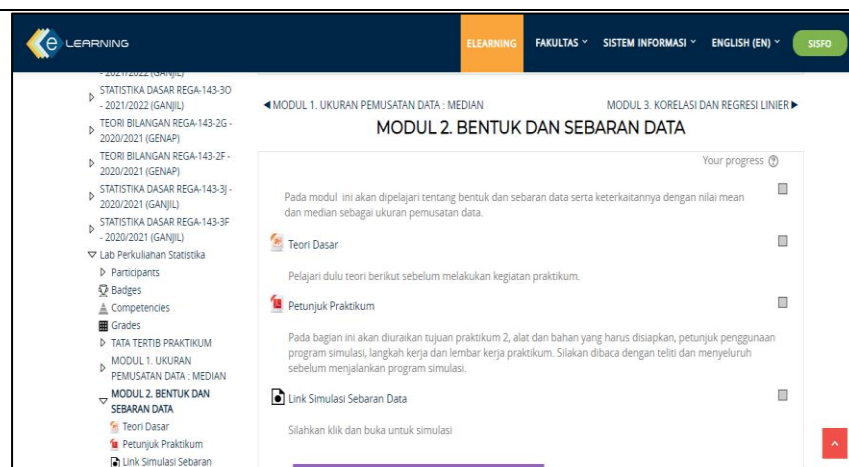 e LEARNING
ELEARNING
FAKULTAS
SISTEM INFORMASI
ENGLISH (EN)
SISFO
- 2021/2022 (GANJIL)
STATISTIKA DASAR REGA-143-3O
- 2021/2022 (GANJIL)
TEORI BILANGAN REGA-143-2G -
2020/2021 (GENAP)
TEORI BILANGAN REGA-143-2F -
2020/2021 (GENAP)
STATISTIKA DASAR REGA-143-3J -
2020/2021 (GANJIL)
STATISTIKA DASAR REGA-143-3F
- 2020/2021 (GANJIL)
Lab Perkuliahan Statistika
Participants
Badges
Competencies
Grades
TATA TERTIB PRAKTIKUM
MODUL 1. UKURAN
PEMUSATAN DATA : MEDIAN
MODUL 2. BENTUK DAN
SEBARAN DATA
Teori Dasar
Petunjuk Praktikum
Link Simulasi Sebaran
MODUL 1. UKURAN PEMUSATAN DATA : MEDIAN
MODUL 3. KORELASI DAN REGRESI LINIER
MODUL 2. BENTUK DAN SEBARAN DATA
Your progress
Pada modul ini akan dipelajari tentang bentuk dan sebaran data serta keterkaitannya dengan nilai mean
dan median sebagai ukuran pemusatan data.
Teori Dasar
Pelajari dulu teori berikut sebelum melakukan kegiatan praktikum.
Petunjuk Praktikum
Pada bagian ini akan diuraikan tujuan praktikum 2, alat dan bahan yang harus disiapkan, petunjuk penggunaan
program simulasi, langkah kerja dan lembar kerja praktikum. Silakan dibaca dengan teliti dan menyeluruh
sebelum menjalankan program simulasi.
Link Simulasi Sebaran Data
Silahkan klik dan buka untuk simulasi